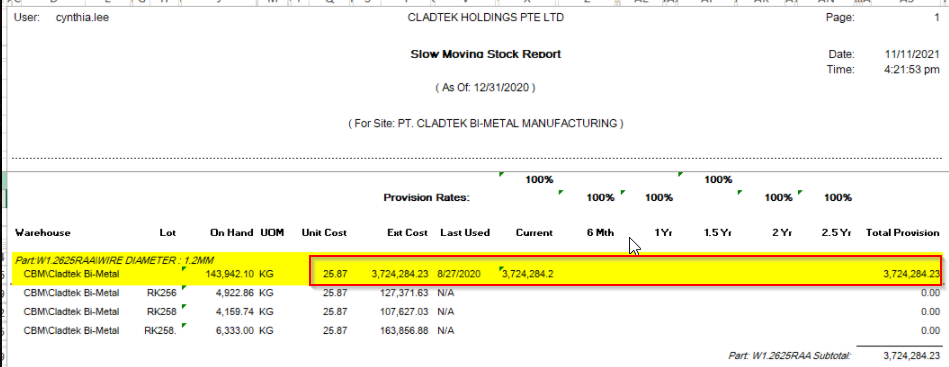 User: cynthia.lee CLADTEK HOLDINGS PTE LTD Page: 1
Slow Moving Stock Report Date: 11/11/2021
Time: 4:21:53 pm
( As Of: 12/31/2020 )
( For Site: PT. CLADTEK BI-METAL MANUFACTURING )
100% 100%
Provision Rates: 100% 100% 100% 100%
Warehouse Lot On Hand UOM Unit Cost Ext Cost Last Used Current 6 Mth 1 Yr 1.5 Yr 2 Yr 2.5 Yr Total Provision
Part:W1.2625RAA\WIRE DIAMETER : 1.2MM
CBM\Cladtek Bi-Metal 143,942.10 KG 25.87 3,724,284.23 8/27/2020 3,724,284.2 3,724,284.23
CBM\Cladtek Bi-Metal RK256 4,922.86 KG 25.87 127,371.63 N/A 0.00
CBM\Cladtek Bi-Metal RK258 4,159.74 KG 25.87 107,627.03 N/A 0.00
CBM\Cladtek Bi-Metal RK258. 6,333.00 KG 25.87 163,856.88 N/A 0.00
Part: W1.2625RAA Subtotal: 3,724,284.23